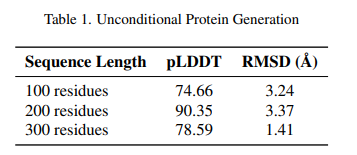 Table 1. Unconditional Protein Generation
Sequence Length pLDDT RMSD (Å)
100 residues 74.66 3.24
200 residues 90.35 3.37
300 residues 78.59 1.41